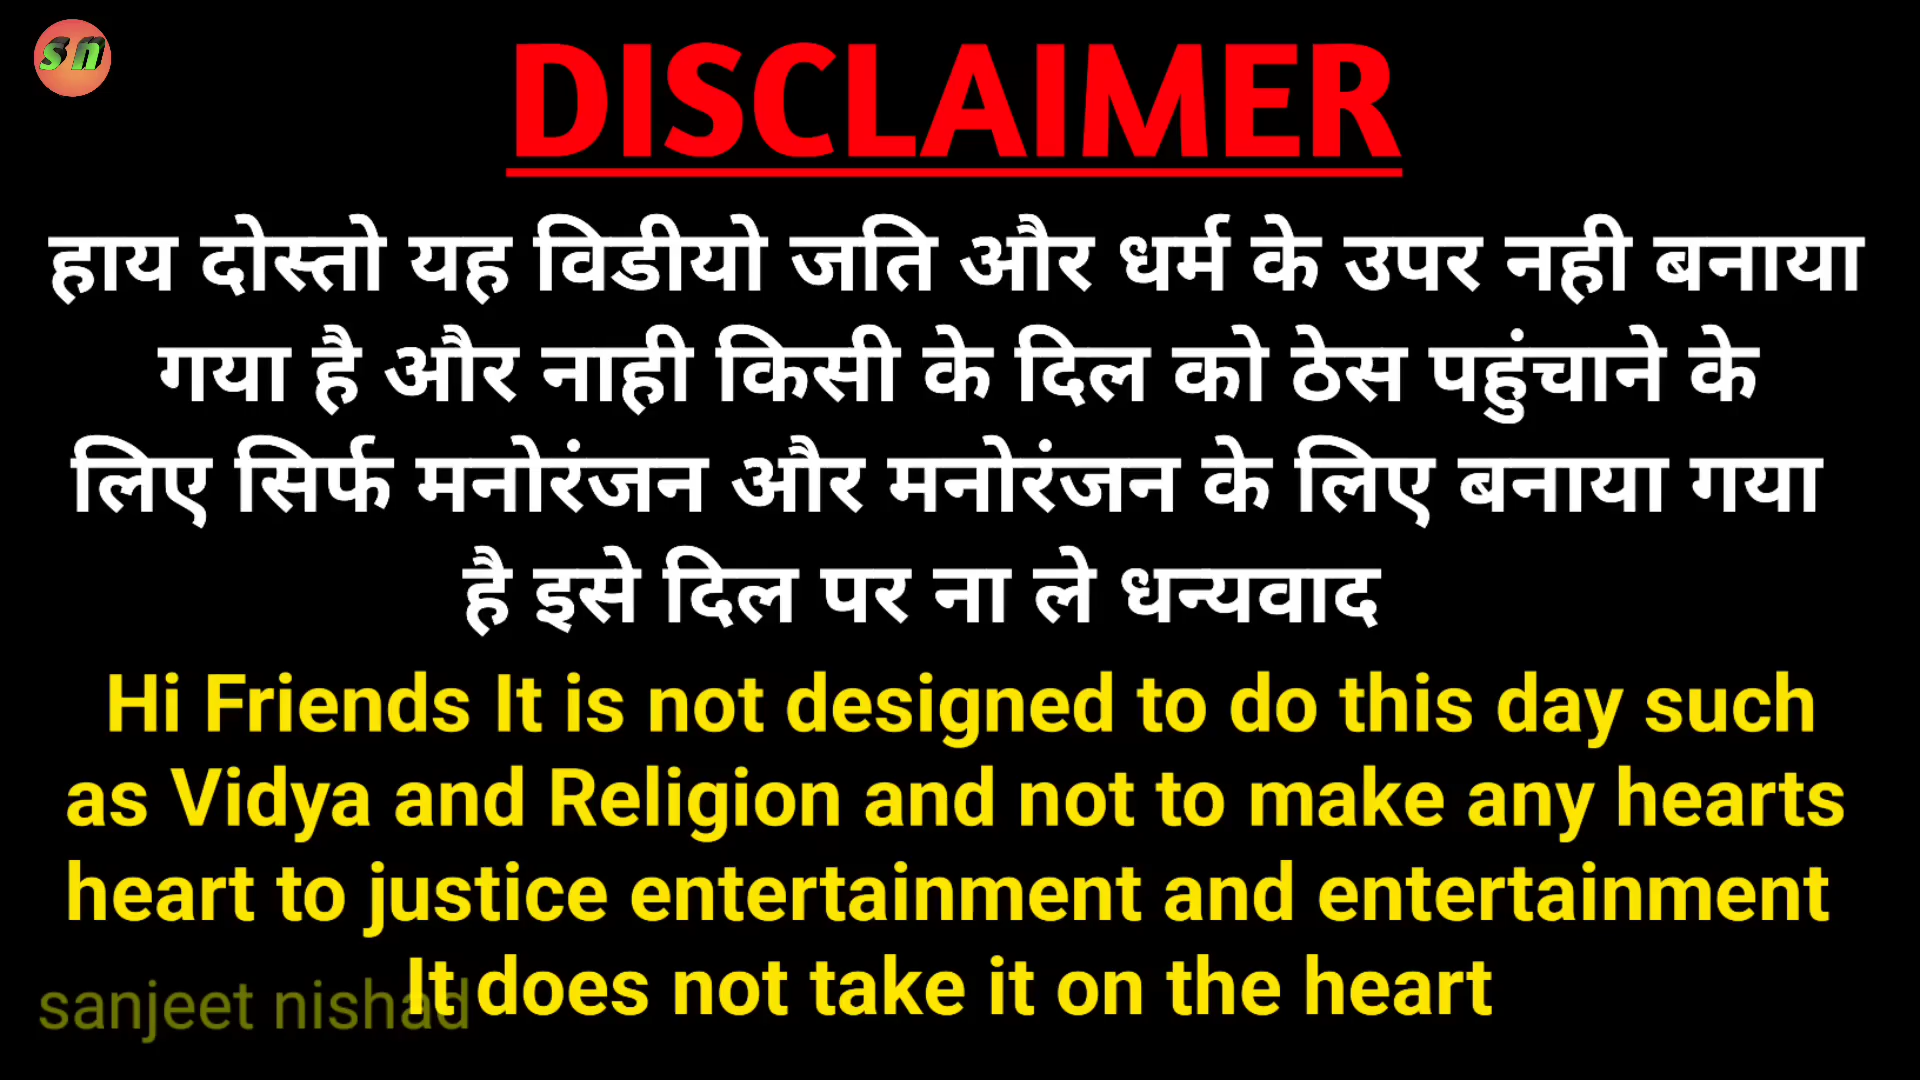 sn
DISCLAIMER
हाय दोस्तो यह विडीयो जति और धर्म के उपर नही बनाया
गया है और नाही किसी के दिल को ठेस पहुंचाने के
लिए सिर्फ मनोरंजन और मनोरंजन के लिए बनाया गया
है इसे दिल पर ना ले धन्यवाद
Hi Friends It is not designed to do this day such
as Vidya and Religion and not to make any hearts
heart to justice entertainment and entertainment
It does not take it on the heart
sanjeet nishad